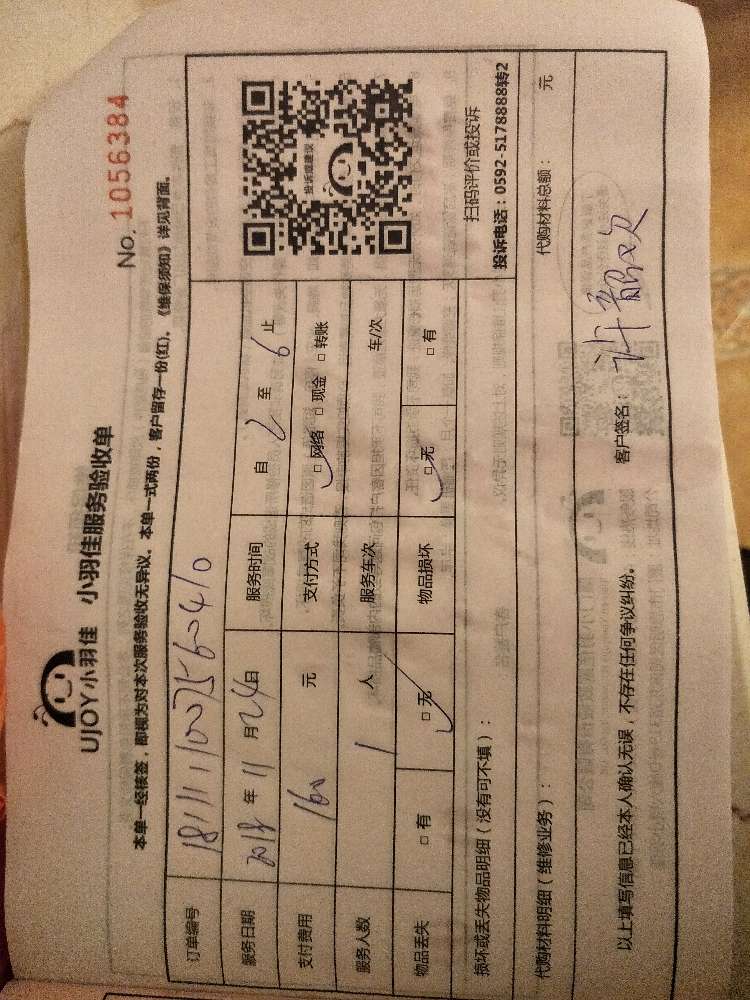 UJOY小羽佳 小羽佳服务验收单
No. 1056384
本单一经核签，即视为对本次服务验收无异议。本单一式两份，客户留存一份(红)。《维保须知》详见背面。
订单编号 18111110075600410
服务日期 2018 年 11 月 24 日 服务时间 自 2 至 6 止
支付费用 160 元 支付方式 □ 网络 □ 现金 □ 转账
服务人数 1 人 服务车次 车/次
物品丢失 □ 有 □ 无 物品损坏 □ 无 □ 有
投诉或建议
扫码评价或投诉
投诉电话：0592-5178888转2
损坏或丢失物品明细（没有可不填）：
代购材料明细（维修业务）： 代购材料总额： 元
以上填写信息已经本人确认无误，不存在任何争议纠纷。 客户签名：